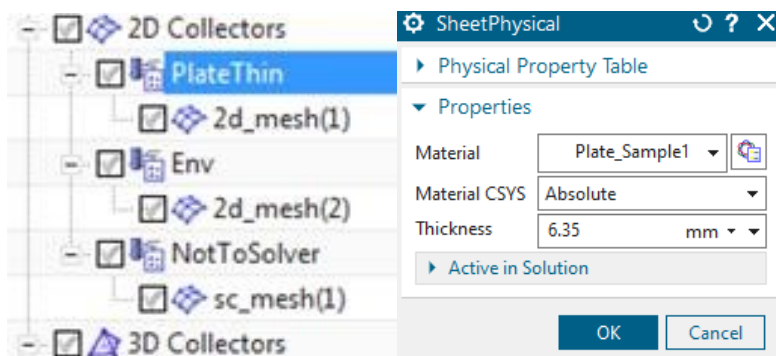 2D Collectors
PlateThin
2d_mesh(1)
Env
2d_mesh(2)
NotToSolver
sc_mesh(1)
3D Collectors
SheetPhysical ?
Physical Property Table
Properties
Material Plate_Sample1
Material CSYS Absolute
Thickness 6.35 mm
Active in Solution
OK Cancel